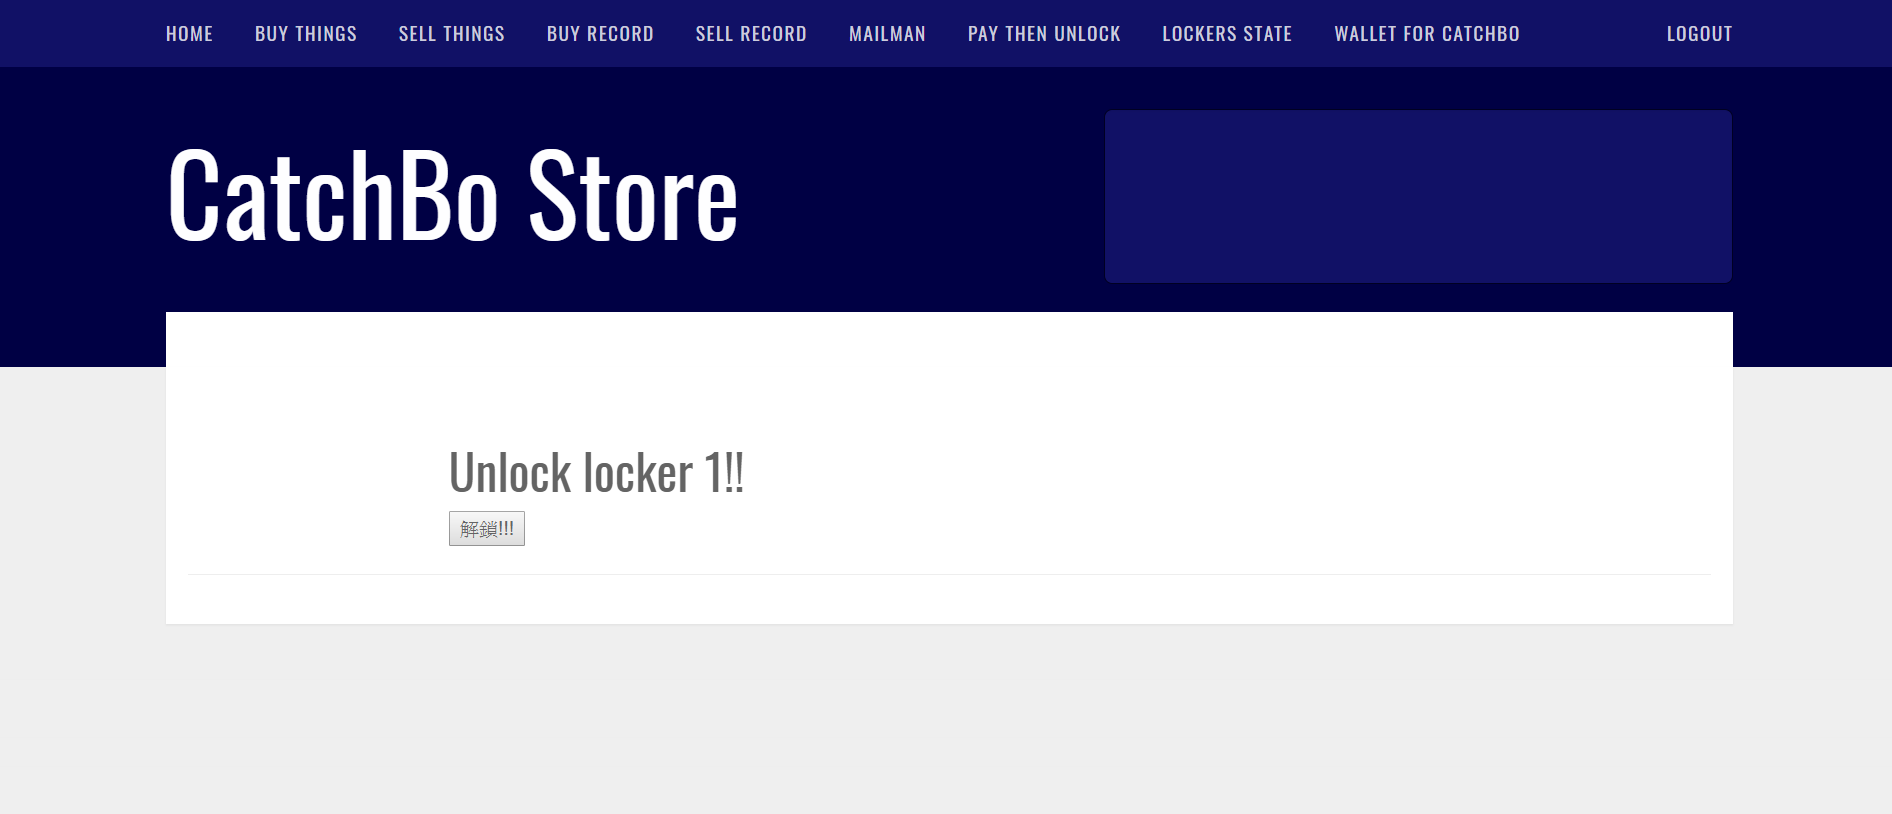 HOME BUY THINGS SELL THINGS BUY RECORD SELL RECORD MAILMAN PAY THEN UNLOCK LOCKERS STATE WALLET FOR CATCHBO LOGOUT
CatchBo Store
Unlock locker 1!!
解鎖!!!